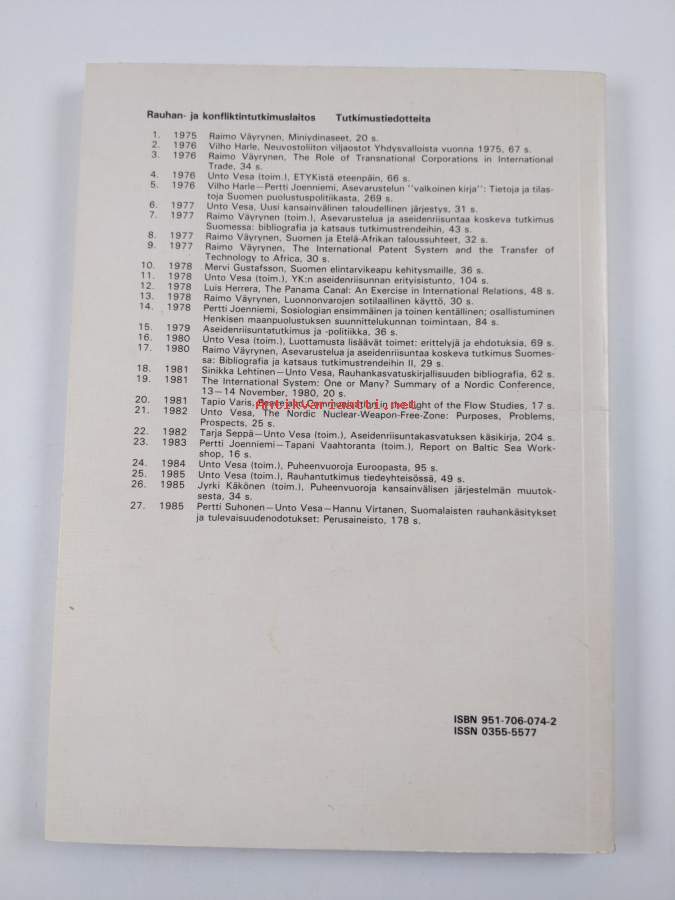 Rauhan- ja konfliktintutkimuslaitos Tutkimustiedotteita
1. 1975 Raimo Väyrynen, Miniydinaseet, 20 s.
2. 1976 Vilho Harle, Neuvostoliiton viljaostot Yhdysvalloista vuonna 1975, 67 s.
3. 1976 Raimo Väyrynen, The Role of Transnational Corporations in International
Trade, 34 s.
4. 1976 Unto Vesa (toim.), ETYKistä eteenpäin, 66 s.
5. 1976 Vilho Harle—Pertti Joenniemi, Asevarustelun "valkoinen kirja": Tietoja ja tilas-
toja Suomen puolustuspolitiikasta, 269 s.
6. 1977 Unto Vesa, Uusi kansainvälinen taloudellinen järjestys, 31 s.
7. 1977 Raimo Väyrynen (toim.), Asevarustelua ja aseidenriisuntaa koskeva tutkimus
Suomessa: bibliografia ja katsaus tutkimustrendeihin, 43 s.
8. 1977 Raimo Väyrynen, Suomen ja Etelä-Afrikan taloussuhteet, 32 s.
9. 1977 Raimo Väyrynen, The International Patent System and the Transfer of
Technology to Africa, 30 s.
10. 1978 Mervi Gustafsson, Suomen elintarvikeapu kehitysmaille, 36 s.
11. 1978 Unto Vesa (toim.), YK:n aseidenriisunnan erityisistunto, 104 s.
12. 1978 Luis Herrera, The Panama Canal: An Exercise in International Relations, 48 s.
13. 1978 Raimo Väyrynen, Luonnonvarojen sotilaallinen käyttö, 30 s.
14. 1978 Pertti Joenniemi, Sosiologian ensimmäinen ja toinen kentällinen; osallistuminen
Henkisen maanpuolustuksen suunnittelukunnan toimintaan, 84 s.
15. 1979 Aseidenriisuntatutkimus ja -politiikka, 36 s.
16. 1980 Unto Vesa (toim.), Luottamusta lisäävät toimet: erittelyjä ja ehdotuksia, 69 s.
17. 1980 Raimo Väyrynen, Asevarustelua ja aseidenriisuntaa koskeva tutkimus Suomes-
sa: Bibliografia ja katsaus tutkimustrendeihin II, 29 s.
18. 1981 Sinikka Lehtinen—Unto Vesa, Rauhankasvatuskirjallisuuden bibliografia, 62 s.
19. 1981 The International System: One or Many? Summary of a Nordic Conference,
13—14 November, 1980, 20 s.
20. 1981 Tapio Varis, Peace and Communication in the Light of the Flow Studies, 17 s.
Antikvariaatti.net
21. 1982 Unto Vesa, The Nordic Nuclear-Weapon-Free-Zone: Purposes, Problems,
Prospects, 25 s.
22. 1982 Tarja Seppä—Unto Vesa (toim.), Aseidenriisuntakasvatuksen käsikirja, 204 s.
23. 1983 Pertti Joenniemi—Tapani Vaahtoranta (toim.), Report on Baltic Sea Work-
shop, 16 s.
24. 1984 Unto Vesa (toim.), Puheenvuoroja Euroopasta, 95 s.
25. 1985 Unto Vesa (toim.), Rauhantutkimus tiedeyhteisössä, 49 s.
26. 1985 Jyrki Käkönen (toim.), Puheenvuoroja kansainvälisen järjestelmän muutok-
sesta, 34 s.
27. 1985 Pertti Suhonen—Unto Vesa—Hannu Virtanen, Suomalaisten rauhankäsitykset
ja tulevaisuudenodotukset: Perusaineisto, 178 s.
ISBN 951-706-074-2
ISSN 0355-5577